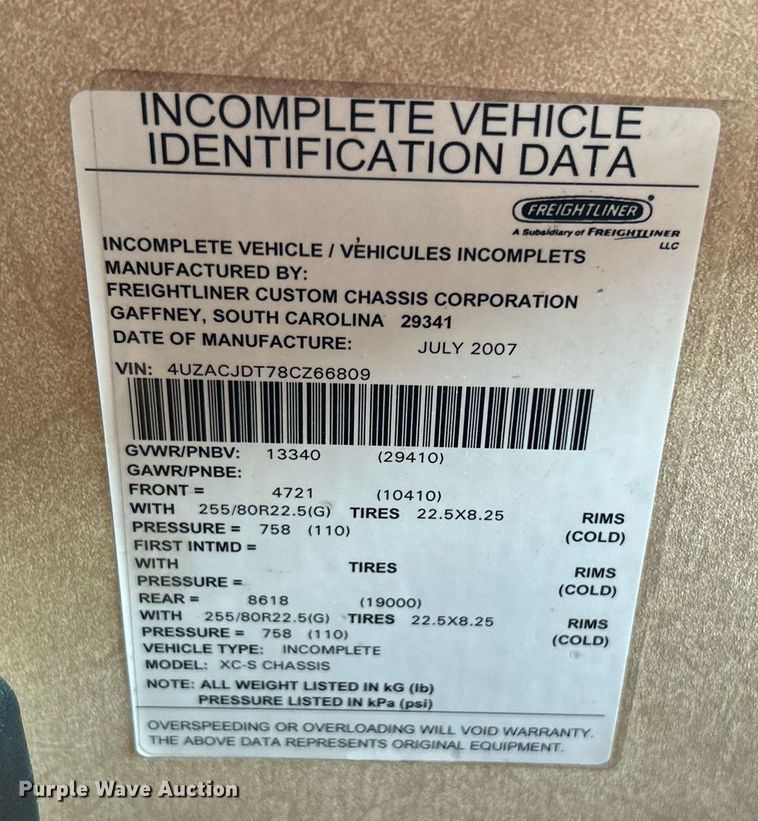 INCOMPLETE VEHICLE
IDENTIFICATION DATA
FREIGHTLINER®
A Subsidiary of FREIGHTLINER
LLC
INCOMPLETE VEHICLE / VÉHICULES INCOMPLETS
MANUFACTURED BY:
FREIGHTLINER CUSTOM CHASSIS CORPORATION
GAFFNEY, SOUTH CAROLINA 29341
DATE OF MANUFACTURE: JULY 2007
VIN: 4UZACJDT78CZ66809
GVWR/PNBV: 13340 (29410)
GAWR/PNBE:
FRONT = 4721 (10410)
WITH 255/80R22.5(G) TIRES 22.5X8.25 RIMS
PRESSURE = 758 (110) (COLD)
FIRST INTMD =
WITH TIRES RIMS
PRESSURE = (COLD)
REAR = 8618 (19000)
WITH 255/80R22.5(G) TIRES 22.5X8.25 RIMS
PRESSURE = 758 (110) (COLD)
VEHICLE TYPE: INCOMPLETE
MODEL: XC-S CHASSIS
NOTE: ALL WEIGHT LISTED IN kG (lb)
PRESSURE LISTED IN kPa (psi)
OVERSPEEDING OR OVERLOADING WILL VOID WARRANTY.
THE ABOVE DATA REPRESENTS ORIGINAL EQUIPMENT.
Purple Wave Auction